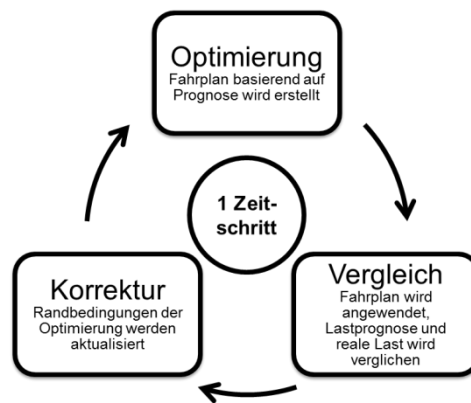 Optimierung
Fahrplan basierend auf
Prognose wird erstellt
1 Zeit-
schritt
Vergleich
Fahrplan wird
angewendet,
Lastprognose und
reale Last wird
verglichen
Korrektur
Randbedingungen der
Optimierung werden
aktualisiert